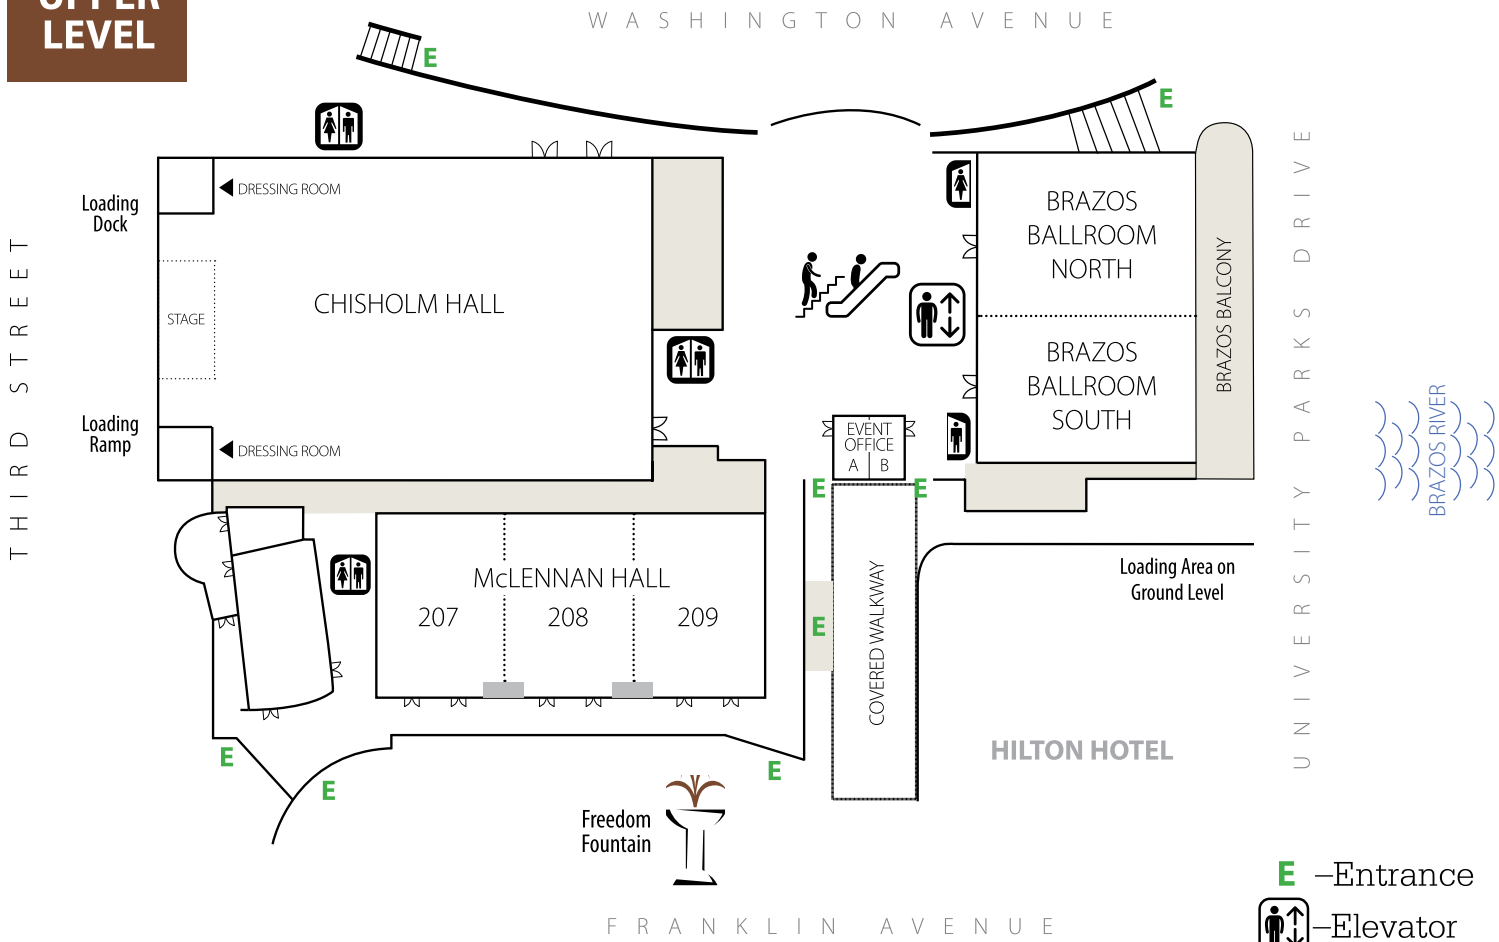 UPPER
LEVEL
WASHINGTON AVENUE
E
E
Loading
Dock
DRESSING ROOM
BRAZOS
BALLROOM
NORTH
BRAZOS BALCONY
UNIVERSITY PARKS DRIVE
THIRD STREET
STAGE
CHISHOLM HALL
BRAZOS
BALLROOM
SOUTH
BRAZOS RIVER
Loading
Ramp
DRESSING ROOM
EVENT
OFFICE
A B
E
E
McLENNAN HALL
207 208 209
E
COVERED WALKWAY
Loading Area on
Ground Level
HILTON HOTEL
E
E
E
Freedom
Fountain
FRANKLIN AVENUE
E –Entrance
–Elevator